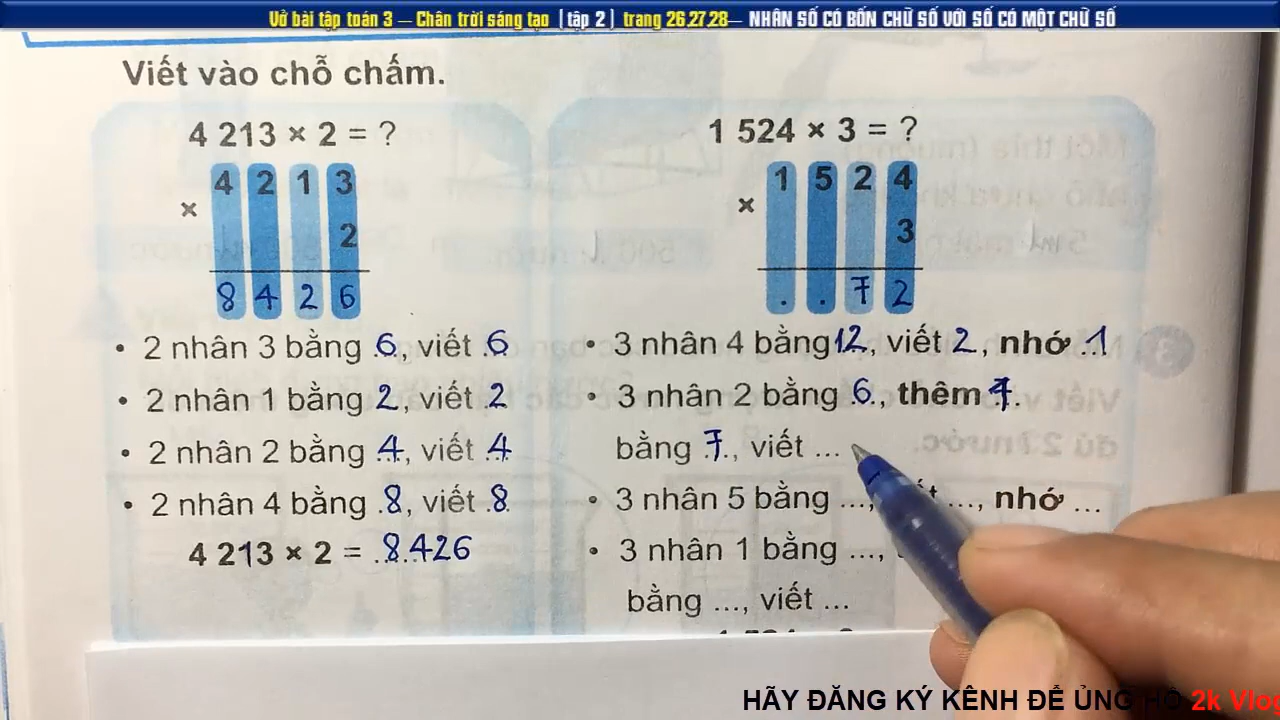 Vở bài tập toán 3 – Chân trời sáng tạo (tập 2) trang 26,27,28– NHÂN SỐ CÓ BỐN CHỮ SỐ VỚI SỐ CÓ MỘT CHỮ SỐ
Viết vào chỗ chấm.
4 213 × 2 = ?
4 2 1 3
×
2
8 4 2 6
• 2 nhân 3 bằng .6., viết .6
• 2 nhân 1 bằng .2., viết .2
• 2 nhân 2 bằng .4., viết .4.
• 2 nhân 4 bằng .8., viết .8.
4 213 × 2 = .8.426
1 524 × 3 = ?
1 5 2 4
×
3
. . 7 2
• 3 nhân 4 bằng 12, viết 2, nhớ .1
• 3 nhân 2 bằng .6., thêm .1.
bằng .7., viết ...
• 3 nhân 5 bằng ..., ..., nhớ ...
• 3 nhân 1 bằng ...,
bằng ..., viết ...
HÃY ĐĂNG KÝ KÊNH ĐỂ ỦNG HỘ 2k Vlog